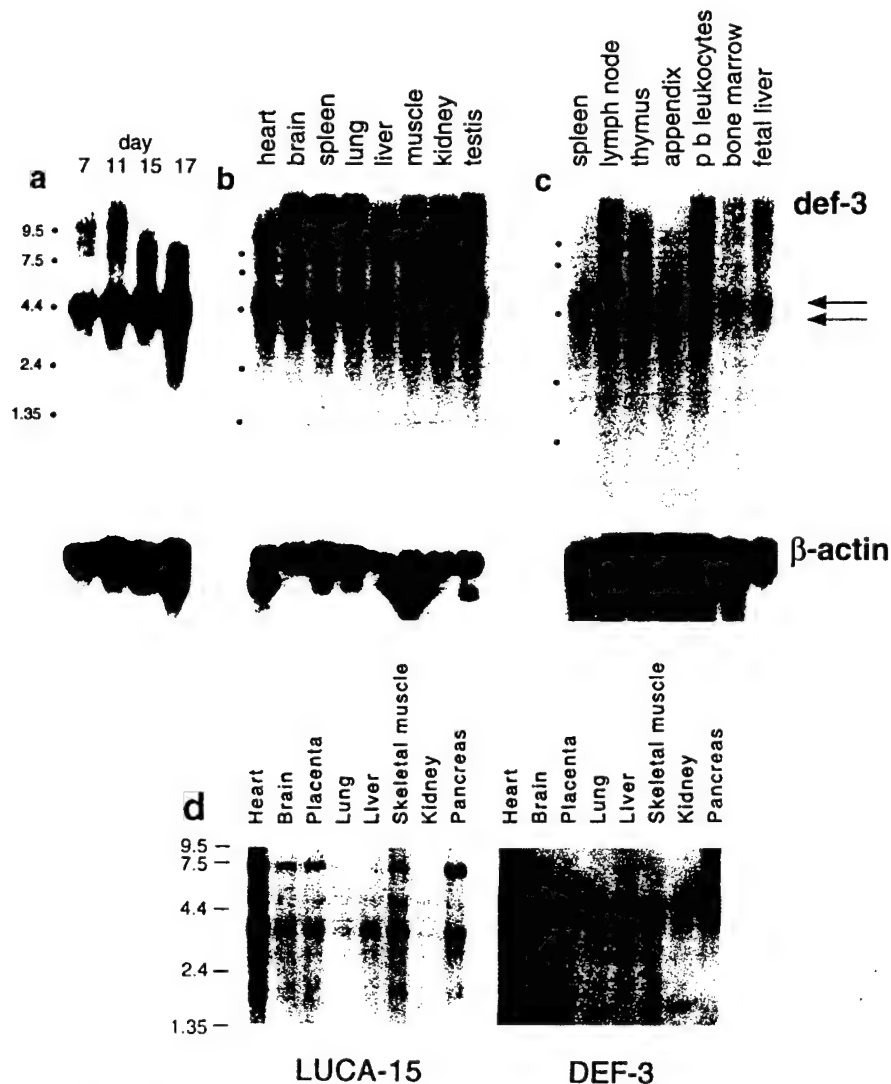 day
7 11 15 17
a
9.5
7.5
4.4
2.4
1.35
b
heart
brain
spleen
lung
liver
muscle
kidney
testis
c
spleen
lymph node
thymus
appendix
p b leukocytes
bone marrow
fetal liver
def-3
β-actin
d
Heart
Brain
Placenta
Lung
Liver
Skeletal muscle
Kidney
Pancreas
Heart
Brain
Placenta
Lung
Liver
Skeletal muscle
Kidney
Pancreas
9.5
7.5
4.4
2.4
1.35
LUCA-15
DEF-3